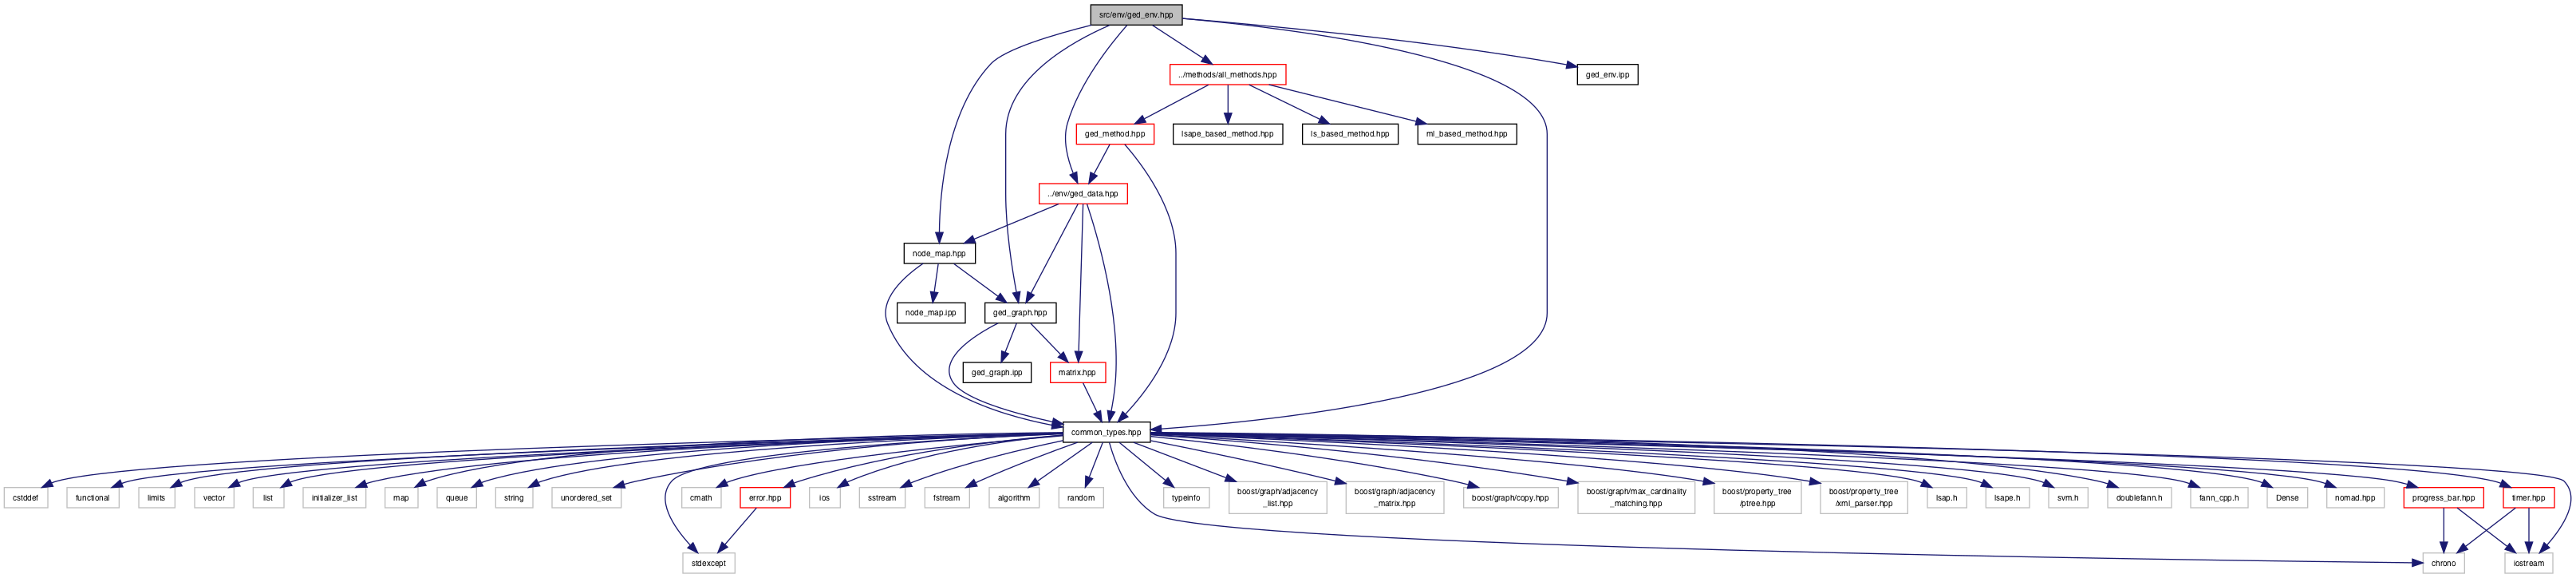 src/env/ged_env.hpp
../methods/all_methods.hpp
ged_env.ipp
ged_method.hpp
lsape_based_method.hpp
ls_based_method.hpp
ml_based_method.hpp
../env/ged_data.hpp
node_map.hpp
node_map.ipp
ged_graph.hpp
ged_graph.ipp
matrix.hpp
common_types.hpp
cstddef
functional
limits
vector
list
initializer_list
map
queue
string
unordered_set
cmath
error.hpp
ios
sstream
fstream
algorithm
random
typeinfo
boost/graph/adjacency
_list.hpp
boost/graph/adjacency
_matrix.hpp
boost/graph/copy.hpp
boost/graph/max_cardinality
_matching.hpp
boost/property_tree
/ptree.hpp
boost/property_tree
/xml_parser.hpp
lsap.h
lsape.h
svm.h
doublefann.h
fann_cpp.h
Dense
nomad.hpp
progress_bar.hpp
timer.hpp
stdexcept
chrono
iostream